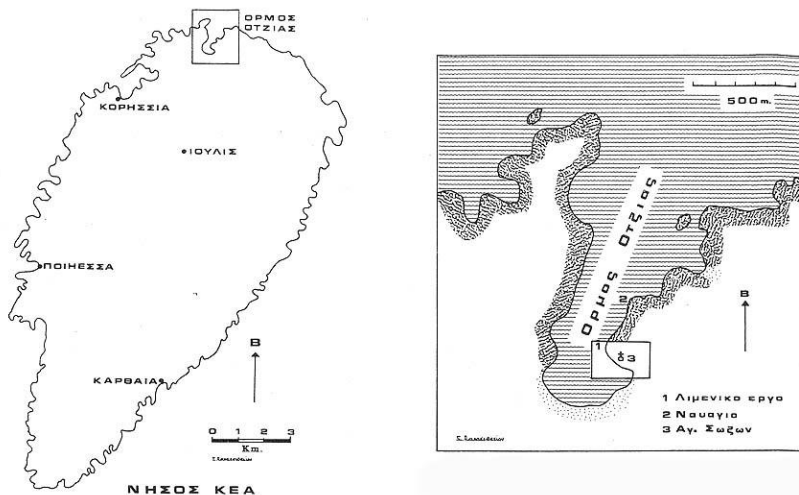 ΟΡΜΟΣ
ΟΤΖΙΑΣ
ΚΟΡΗΣΣΙΑ
ΙΟΥΛΙΣ
ΠΟΙΗΕΣΣΑ
ΚΑΡΘΑΙΑ
Β
0 1 2 3
Km.
ΝΗΣΟΣ ΚΕΑ
500 m.
Ορμος Οτζιας
2
1
3
Β
1 Λιμενικο εργο
2 Ναυαγιο
3 Αγ. Σωζων